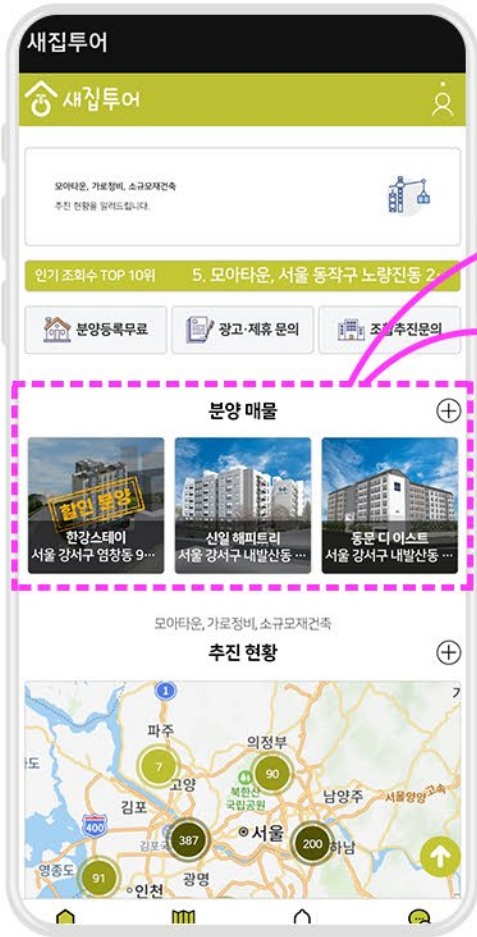 새집투어
새집투어
모아타운, 가로정비, 소규모재건축
추진 현황을 알려드립니다.
인기 조회수 TOP 10위 5. 모아타운, 서울 동작구 노량진동 2…
분양등록무료 광고·제휴 문의 조합추진문의
분양 매물
할인 분양
한강스테이 신일 해피트리 동문 디 이스트
서울 강서구 염창동 9… 서울 강서구 내발산동 … 서울 강서구 내발산동 …
모아타운, 가로정비, 소규모재건축
추진 현황
1
7
파주
의정부
도
7
90
고양
북한산
국립공원
김포
남양주
서울양양고속
400
김포
387
서울
200
하남
영종도
91
인천
광명